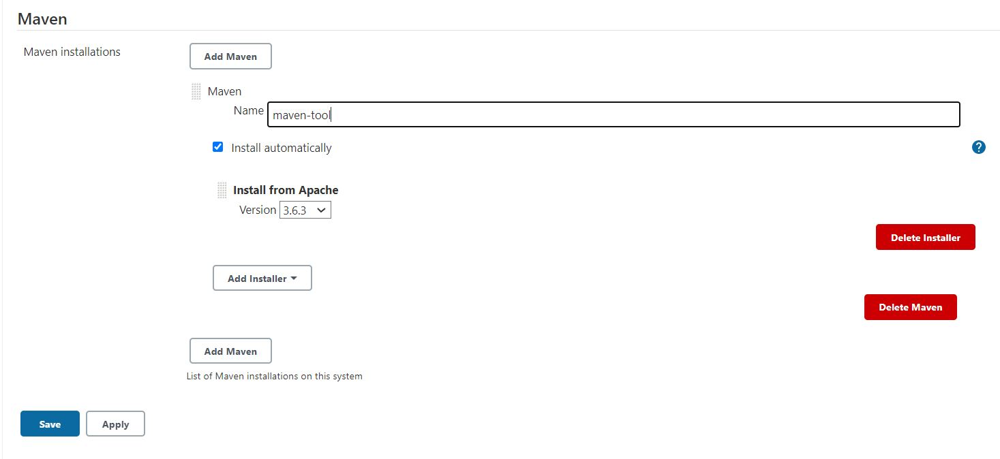 Maven
Maven installations
Add Maven
Maven
Name maven-tool
Install automatically
?
Install from Apache
Version 3.6.3
Delete Installer
Add Installer
Delete Maven
Add Maven
List of Maven installations on this system
Save Apply